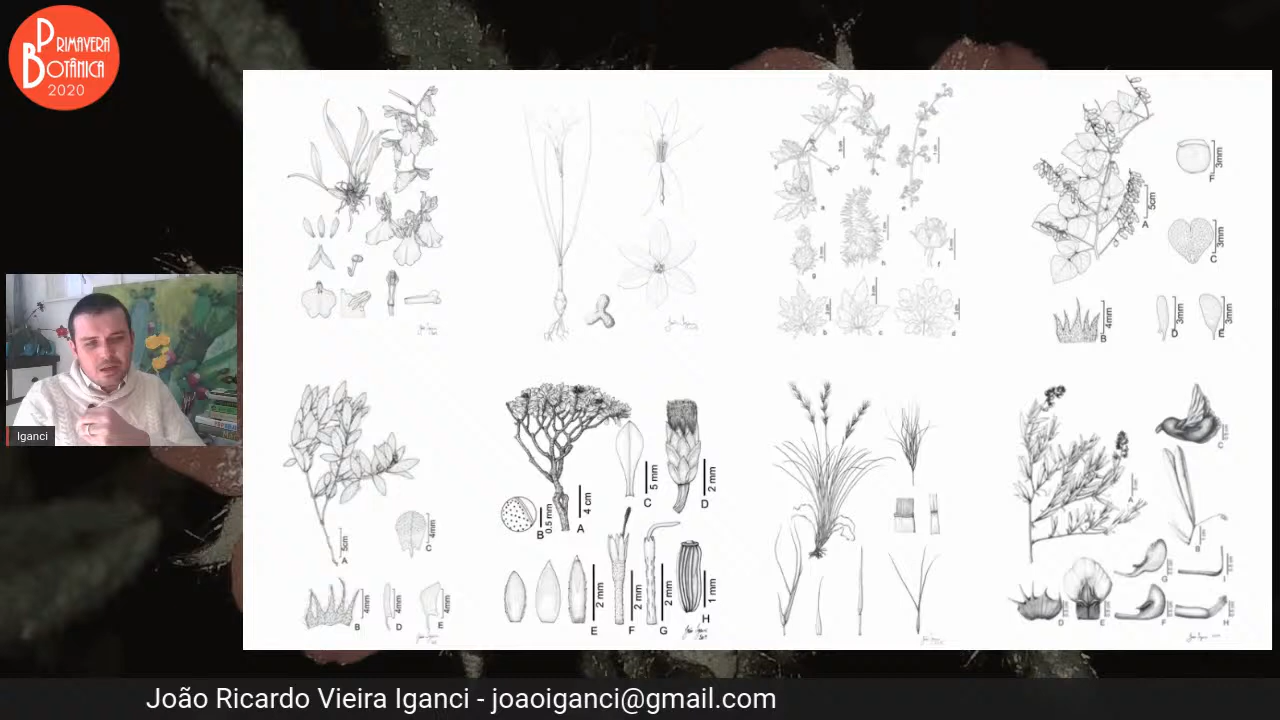 PRIMAVERA
BOTÂNICA
2020
Iganci
A
5cm
F
3mm
C
3mm
B
4mm
D
3mm
E
3mm
A
5cm
C
4mm
B
4mm
D
4mm
E
4mm
B
0.5 mm
A
4 cm
C
5 mm
D
2 mm
E
2 mm
F
2 mm
G
2 mm
H
1 mm
A
C
B
D
E
G
F
I
H
João Ricardo Vieira Iganci - joaoiganci@gmail.com